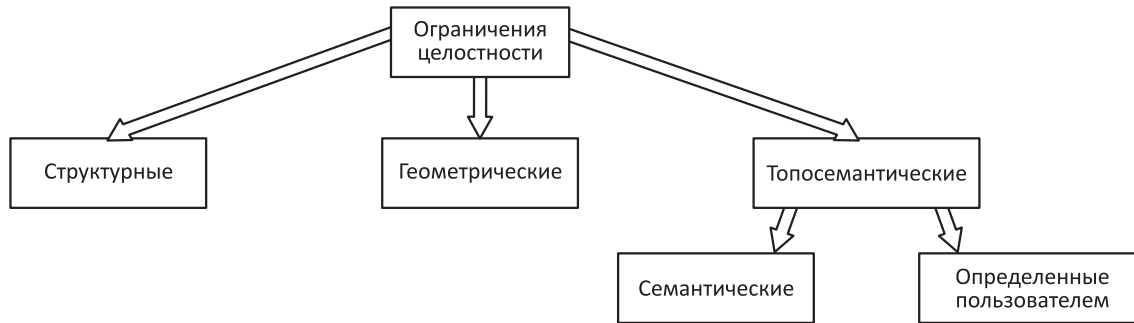 Ограничения
целостности
Структурные
Геометрические
Топосемантические
Семантические
Определенные
пользователем